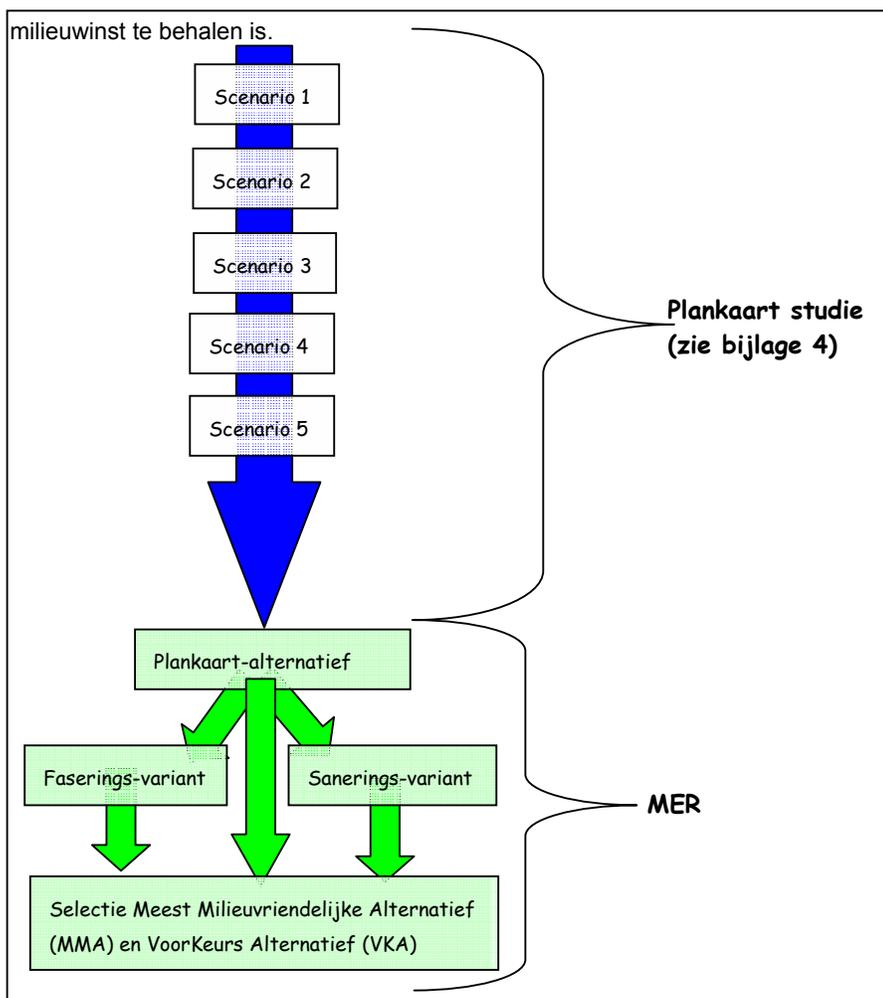 milieuwinst te behalen is.
Scenario 1
Scenario 2
Scenario 3
Scenario 4
Scenario 5
Plankaart studie
(zie bijlage 4)
Plankaart-alternatief
Faserings-variant
Sanerings-variant
MER
Selectie Meest Milieuvriendelijke Alternatief
(MMA) en VoorKeurs Alternatief (VKA)